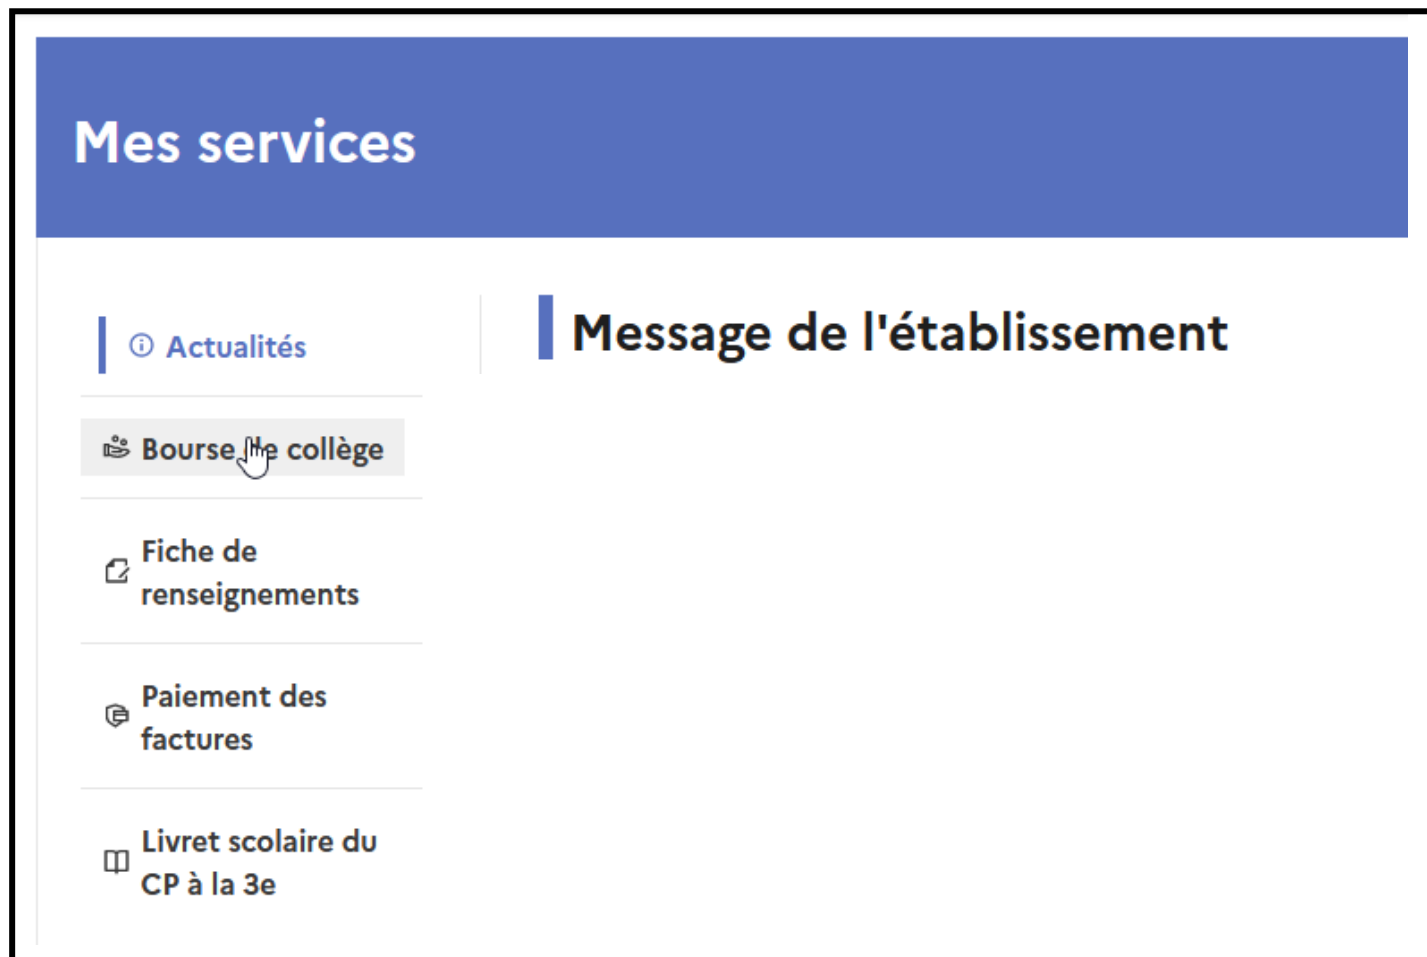 Mes services
Actualités
Message de l'établissement
Bourse de collège
Fiche de
renseignements
Paiement des
factures
Livret scolaire du
CP à la 3e